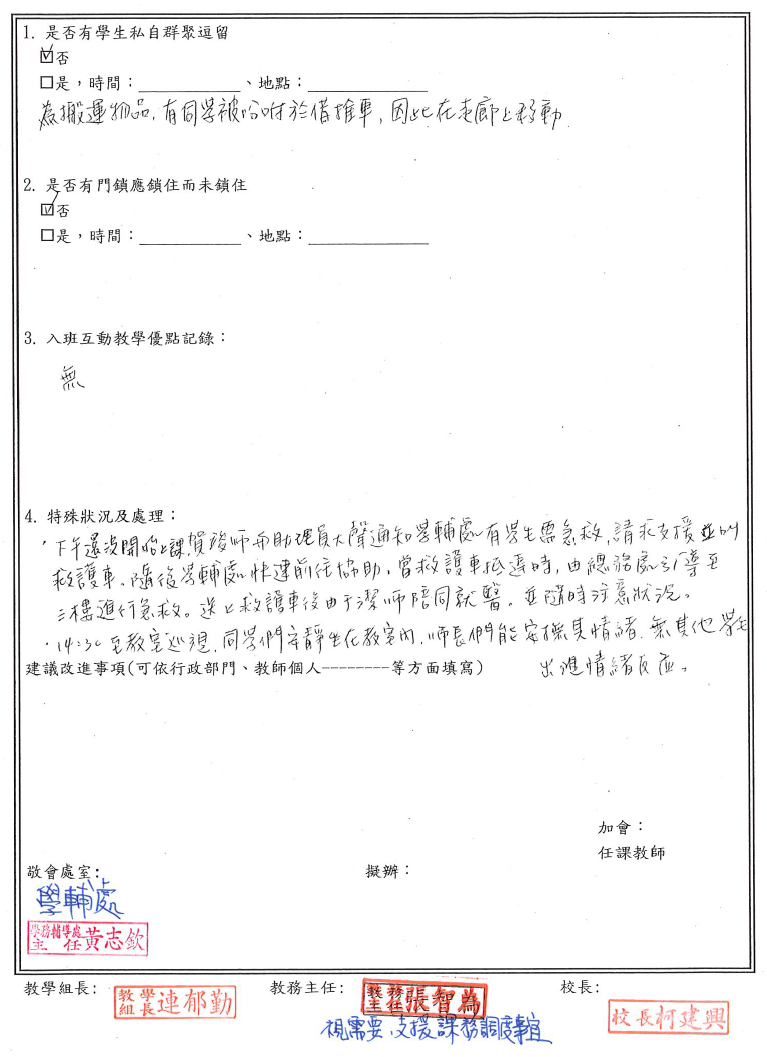 1. 是否有學生私自群聚逗留
☑否
□是，時間：__________、地點：__________
為搬運物品，有同學被吩咐於借推車，因此在走廊上移動
2. 是否有門鎖應鎖住而未鎖住
☑否
□是，時間：__________、地點：__________
3. 入班互動教學優點記錄：
無
4. 特殊狀況及處理：
・下午還沒開始上課,賀 師 助理員大聲通知學輔處有學生需急救,請求支援並叫
救護車。隨後學輔處快速前往協助,當救護車抵達時,由總務處引導至
三樓進行急救。送上救護車後由于潔師陪同就醫。並隨時注意狀況。
・14:30至教室巡視,同學們安靜坐在教室內,師長們能安撫其情緒,無其他學生
出現情緒反應。
建議改進事項(可依行政部門、教師個人--------等方面填寫)
加會：
任課教師
敬會處室：
擬辦：
學輔處
學務輔導處
主任 黃志欽
教學組長：
教學組長 連郁勤
教務主任：
教務主任 張智為
視需要、支援課務調度事宜
校長：
校長柯建興